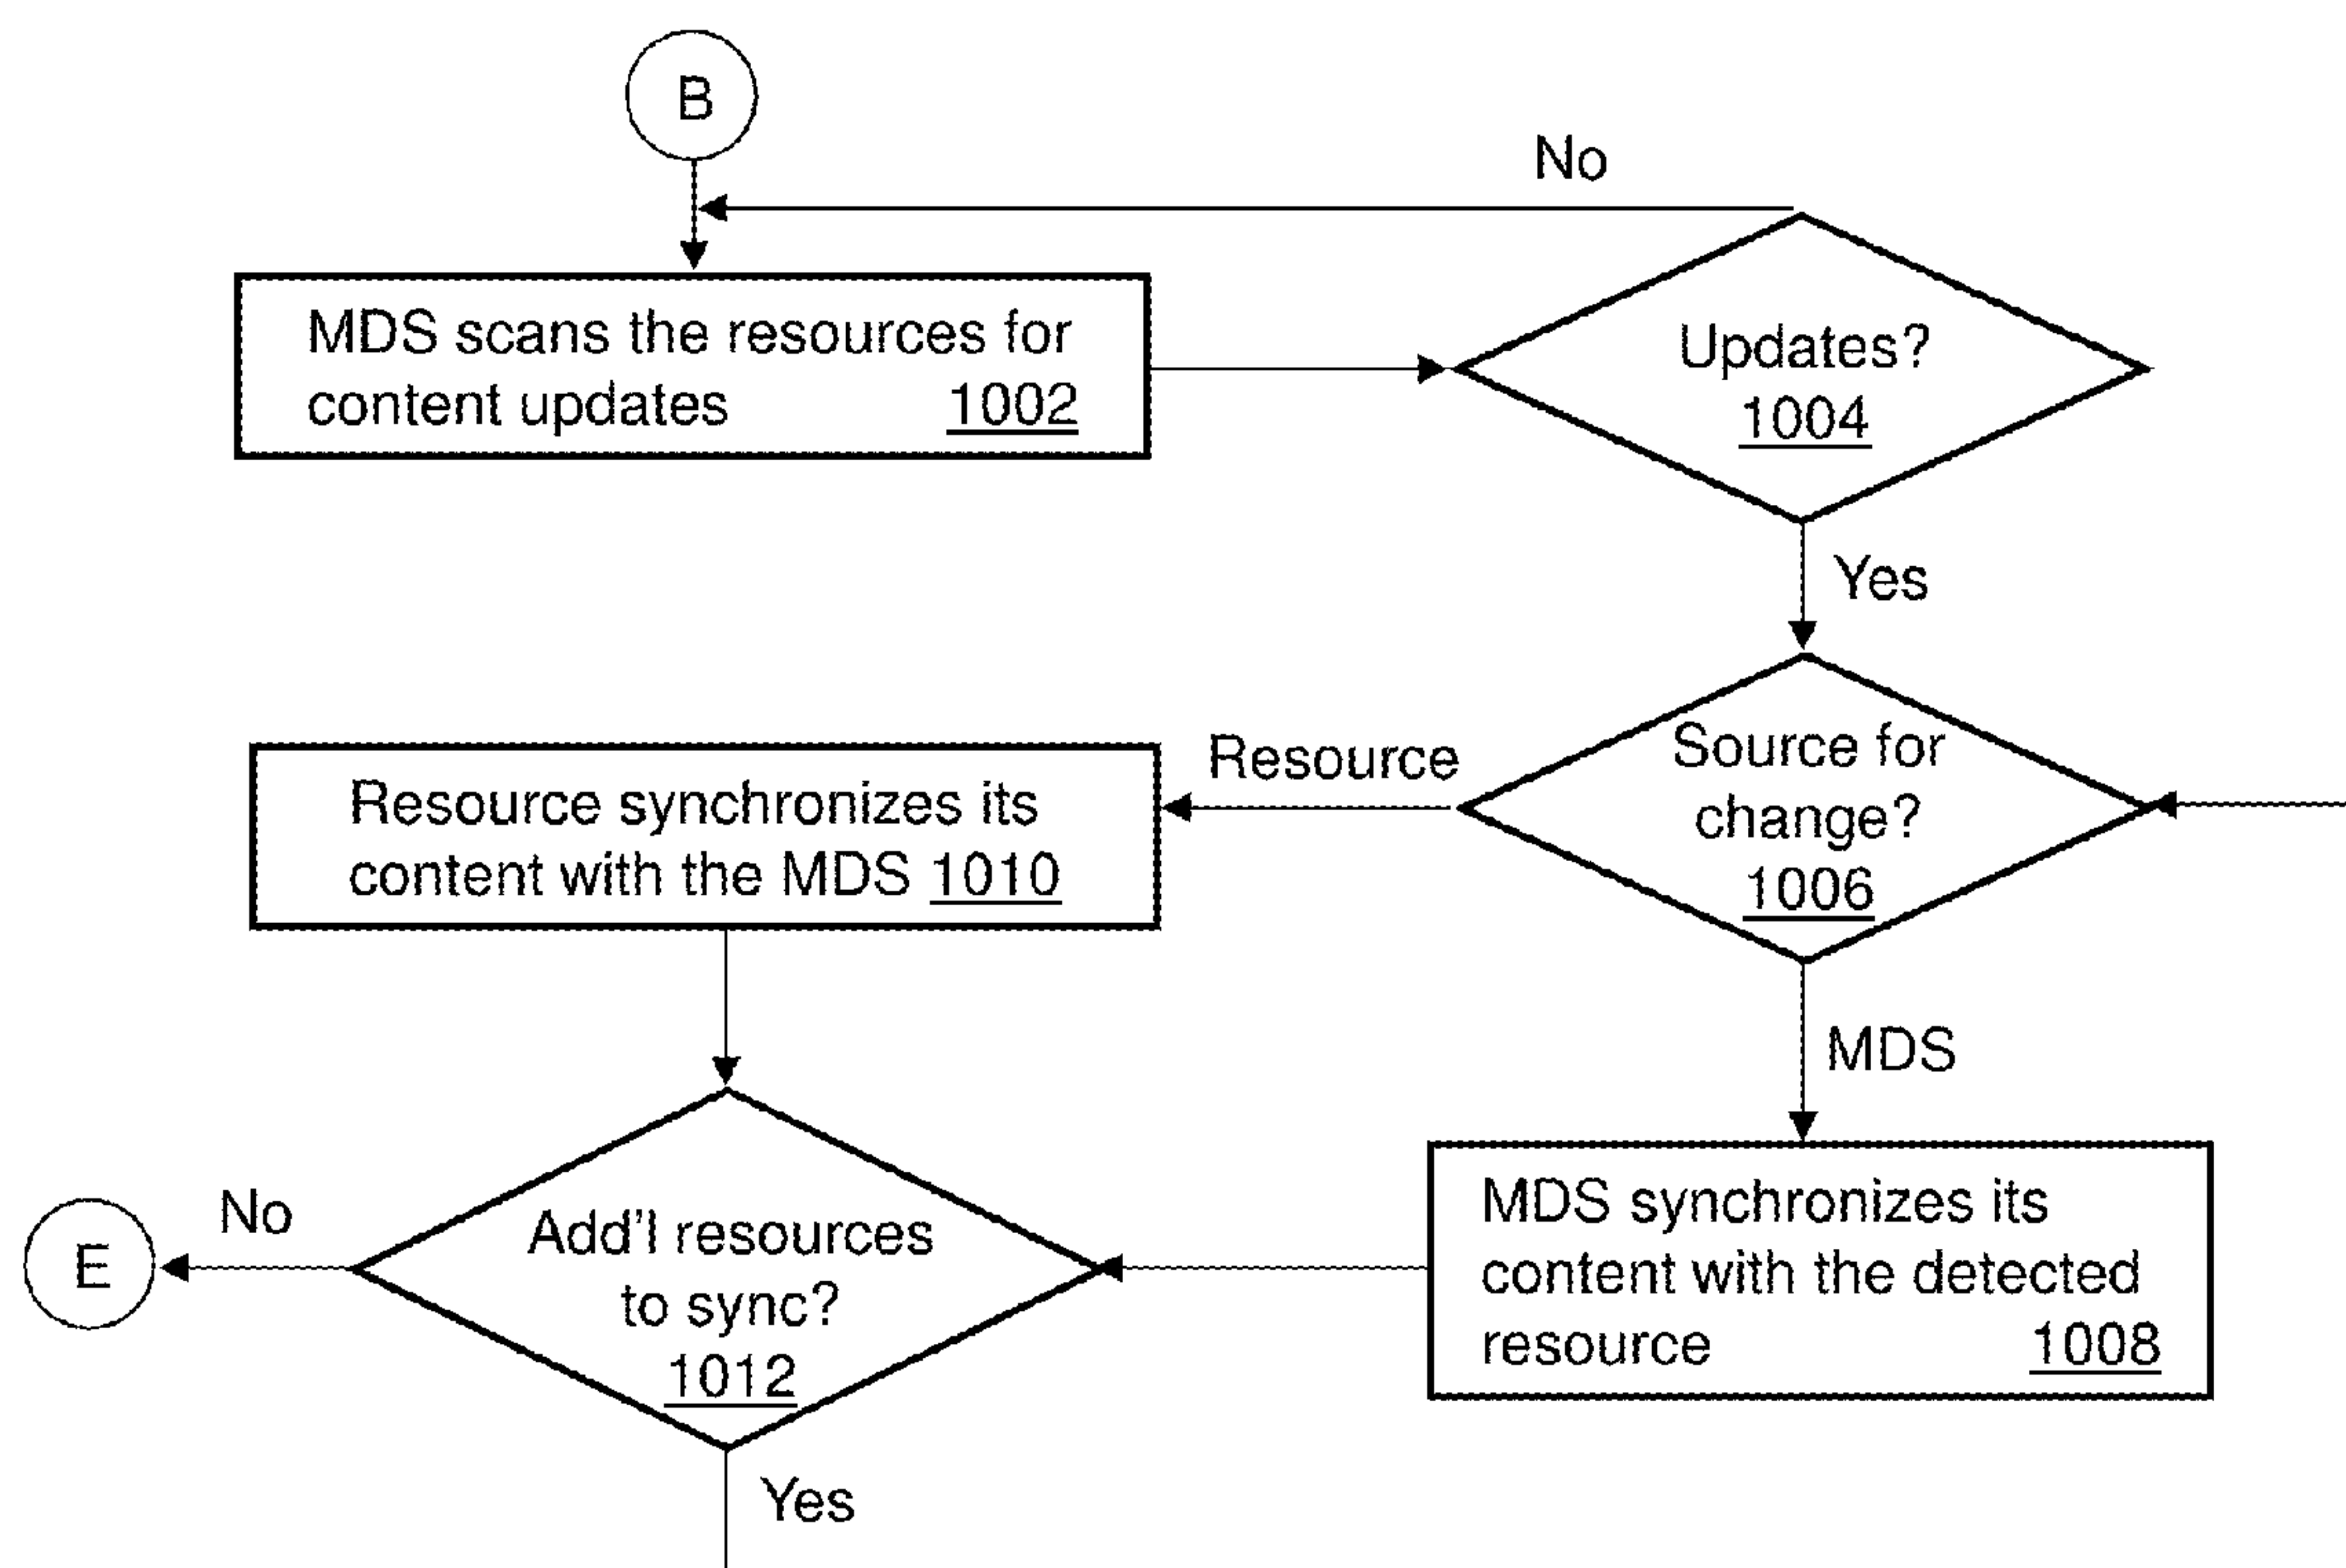 B
No
MDS scans the resources for
content updates 1002
Updates?
1004
Yes
Source for
change?
1006
Resource
Resource synchronizes its
content with the MDS 1010
MDS
MDS synchronizes its
content with the detected
resource 1008
Add'l resources
to sync?
1012
No
E
Yes